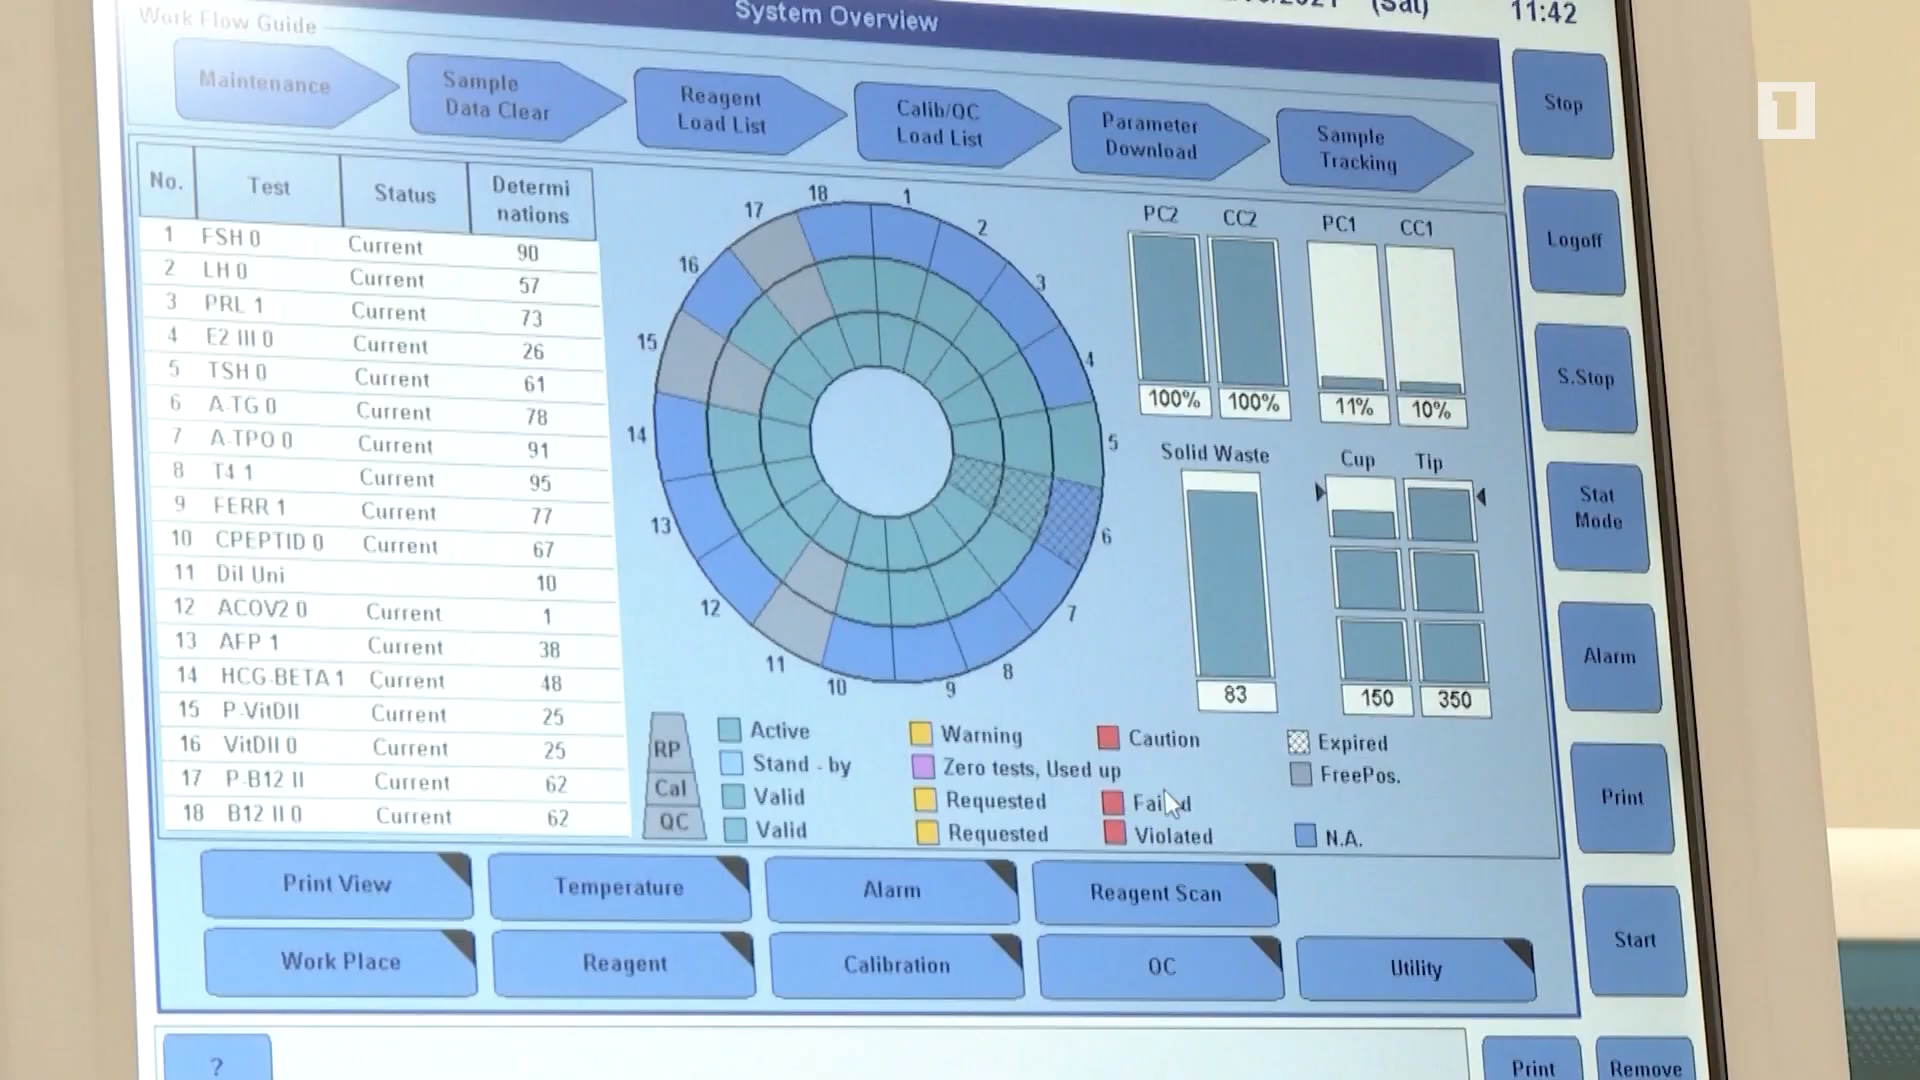 System Overview
(Sat)
11:42
Work Flow Guide
Maintenance
Sample
Data Clear
Reagent
Load List
Calib/QC
Load List
Parameter
Download
Sample
Tracking
Stop
Logoff
S.Stop
Stat
Mode
Alarm
Print
Start
1
No. Test Status Determi
nations
1 FSH 0 Current 90
2 LH 0 Current 57
3 PRL 1 Current 73
4 E2 III 0 Current 26
5 TSH 0 Current 61
6 A-TG 0 Current 78
7 A-TPO 0 Current 91
8 T4 1 Current 95
9 FERR 1 Current 77
10 CPEPTID 0 Current 67
11 Dil Uni 10
12 ACOV2 0 Current 1
13 AFP 1 Current 38
14 HCG-BETA 1 Current 48
15 P-VitDII Current 25
16 VitDII 0 Current 25
17 P-B12 II Current 62
18 B12 II 0 Current 62
1
2
3
4
5
6
7
8
9
10
11
12
13
14
15
16
17
18
PC2 CC2 PC1 CC1
100% 100% 11% 10%
Solid Waste Cup Tip
83 150 350
RP Active Warning Caution Expired
Stand - by Zero tests, Used up FreePos.
Cal Valid Requested
QC Valid Requested Violated N.A.
Print View Temperature Alarm Reagent Scan
Work Place Reagent Calibration QC Utility
? Print Remove